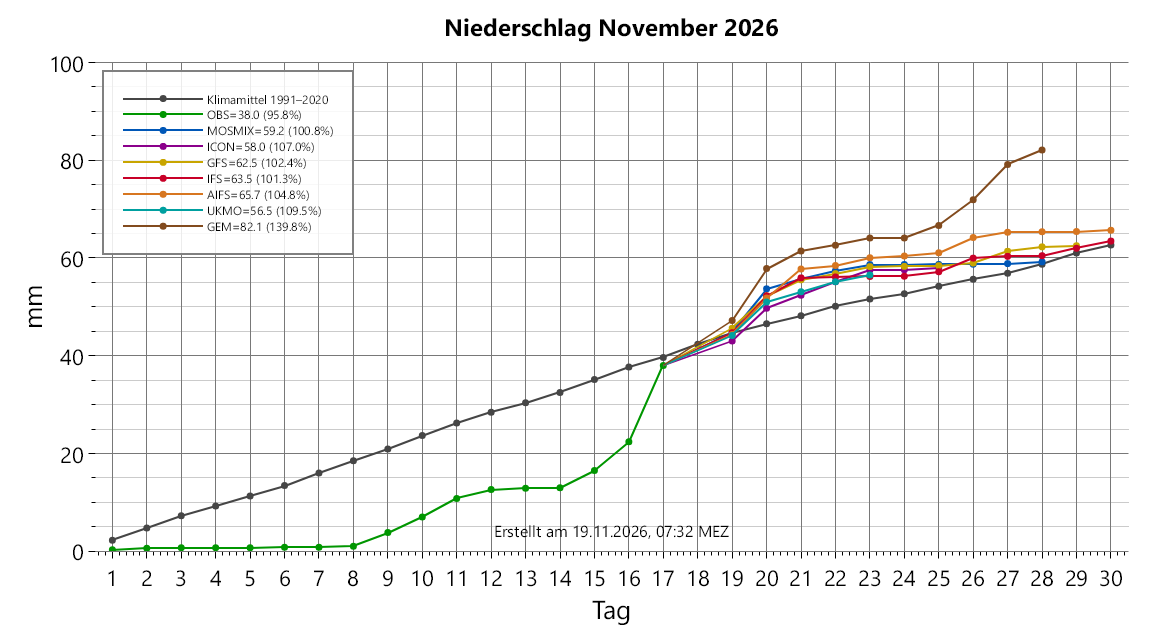 Niederschlag November 2026
100
80
60
40
20
0
mm
Klimamittel 1991–2020
OBS=38.0 (95.8%)
MOSMIX=59.2 (100.8%)
ICON=58.0 (107.0%)
GFS=62.5 (102.4%)
IFS=63.5 (101.3%)
AIFS=65.7 (104.8%)
UKMO=56.5 (109.5%)
GEM=82.1 (139.8%)
Erstellt am 19.11.2026, 07:32 MEZ
1 2 3 4 5 6 7 8 9 10 11 12 13 14 15 16 17 18 19 20 21 22 23 24 25 26 27 28 29 30
Tag